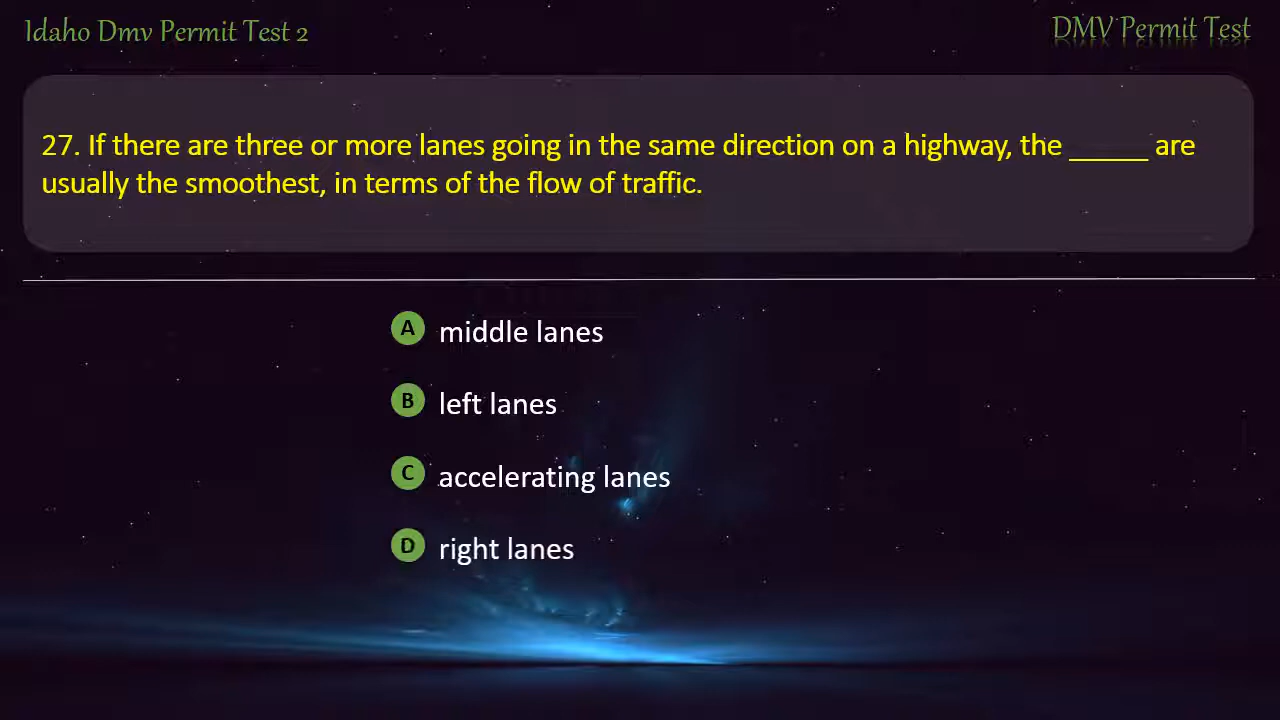 Idaho Dmv Permit Test 2
DMV Permit Test
27. If there are three or more lanes going in the same direction on a highway, the _____ are
usually the smoothest, in terms of the flow of traffic.
A middle lanes
B left lanes
C accelerating lanes
D right lanes